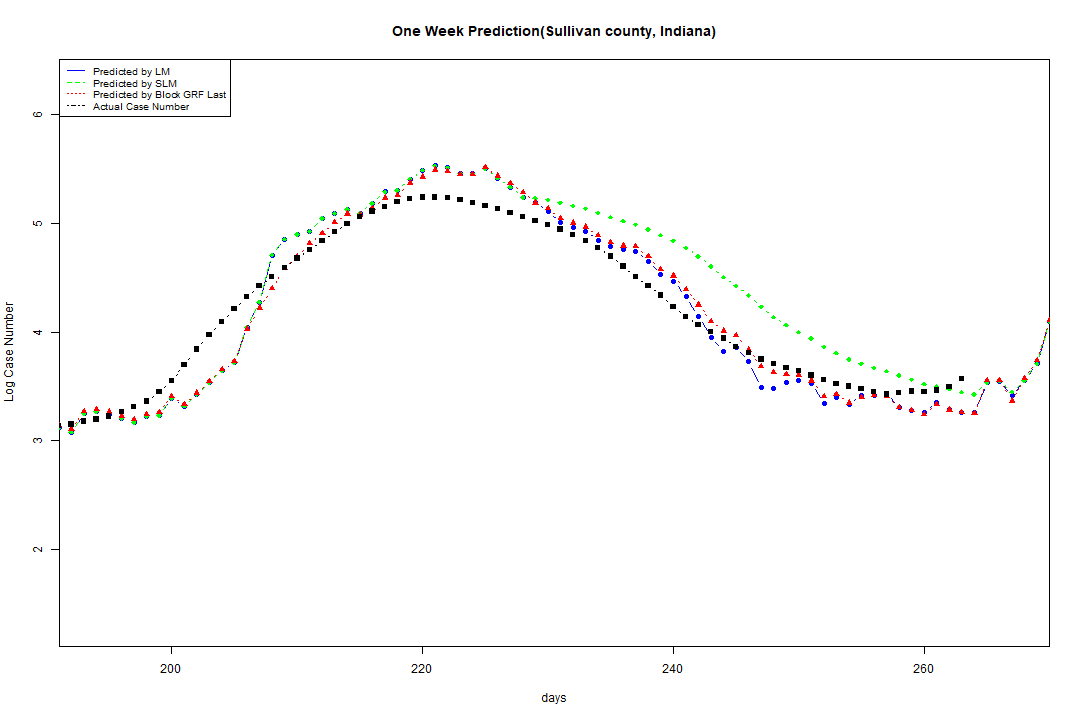 One Week Prediction(Sullivan county, Indiana)
Predicted by LM
Predicted by SLM
Predicted by Block GRF Last
Actual Case Number
6
5
4
3
2
Log Case Number
200
220
240
260
days